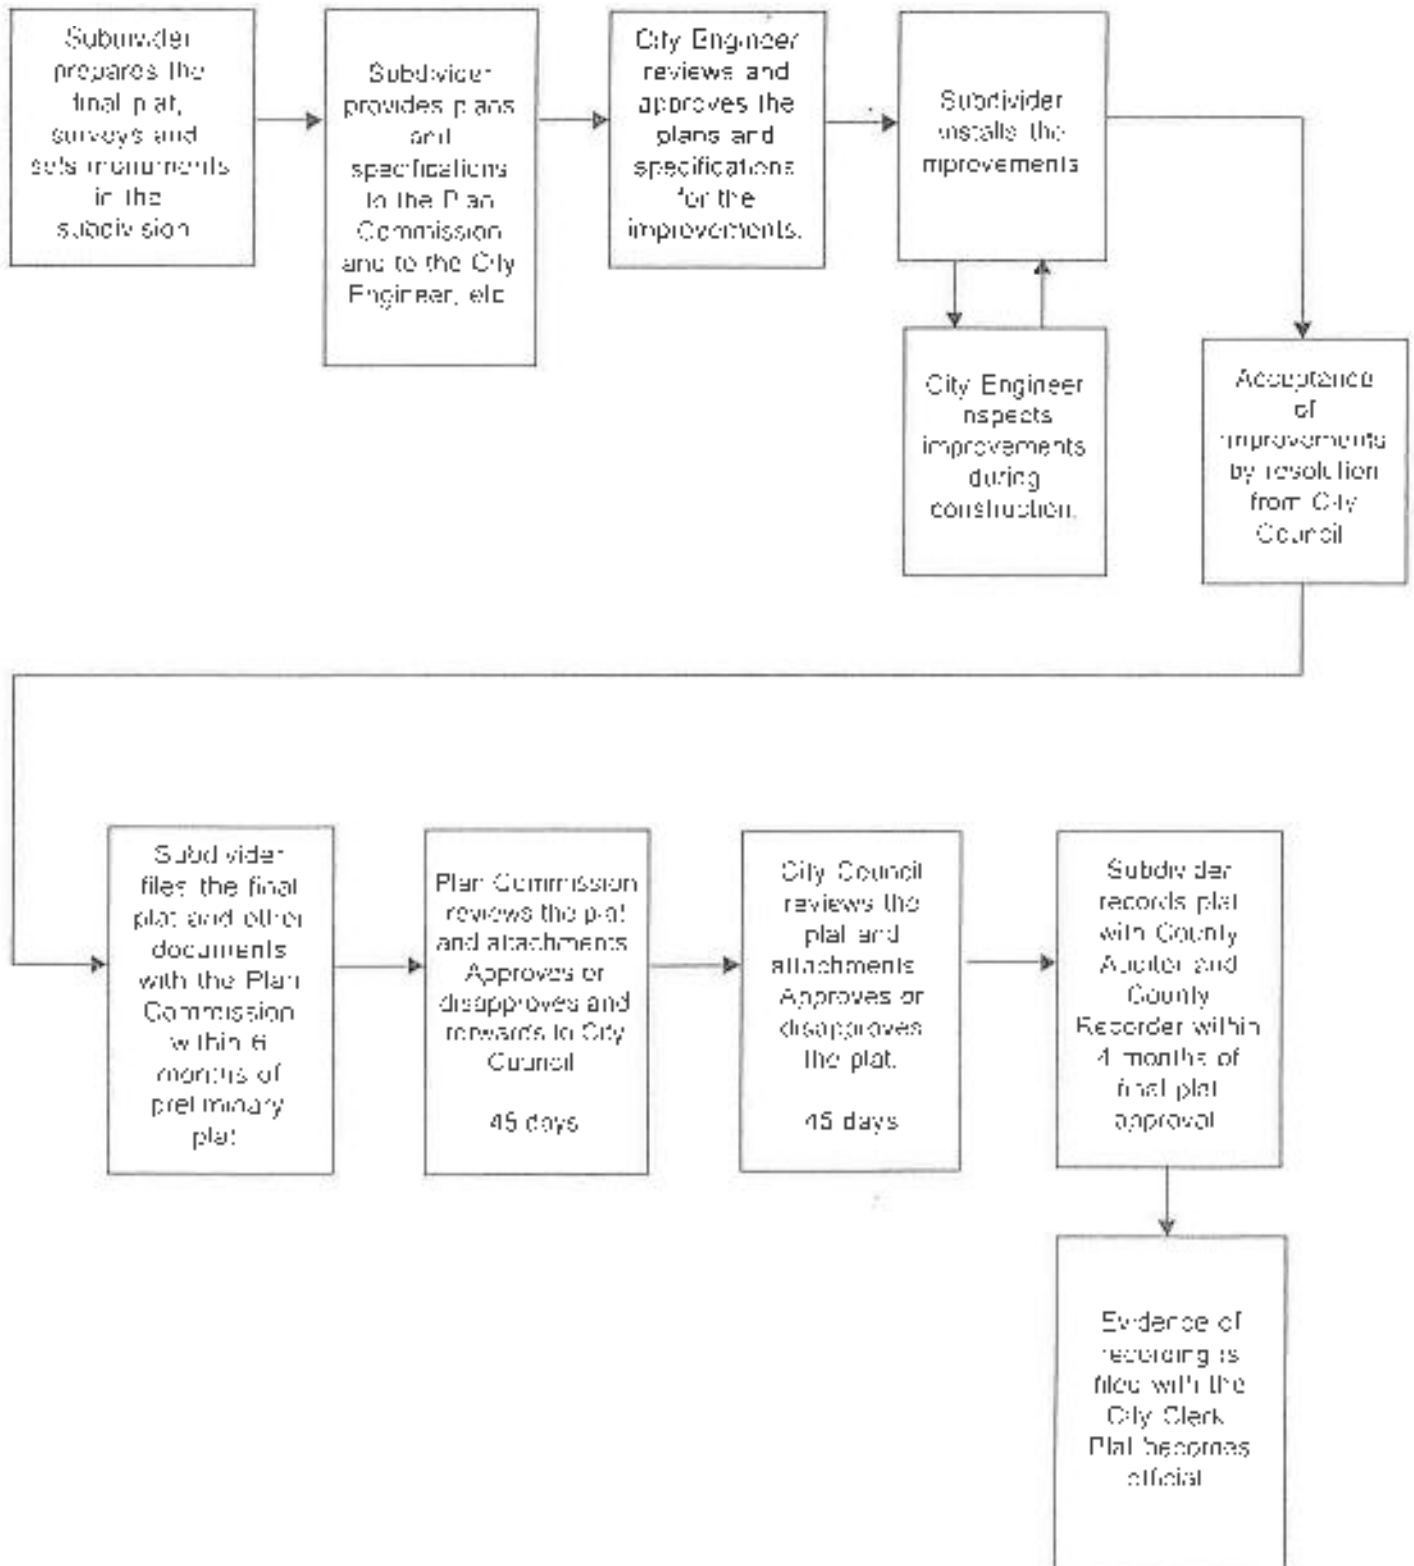 Subdivider
prepares the
final plat,
surveys and
sets monuments
in the
subdivision
Subdivider
provides plans
and
specifications
to the Plan
Commission
and to the City
Engineer, etc
City Engineer
reviews and
approves the
plans and
specifications
for the
improvements.
Subdivider
installs the
improvements
City Engineer
inspects
improvements
during
construction.
Acceptance
of
improvements
by resolution
from City
Council
Subdivider
files the final
plat and other
documents
with the Plan
Commission
within 6
months of
preliminary
plat
Plan Commission
reviews the plat
and attachments
Approves or
disapproves and
forwards to City
Council
45 days
City Council
reviews the
plat and
attachments.
Approves or
disapproves
the plat.
45 days
Subdivider
records plat
with County
Auditor and
County
Recorder within
4 months of
final plat
approval
Evidence of
recording is
filed with the
City Clerk
Plat becomes
official